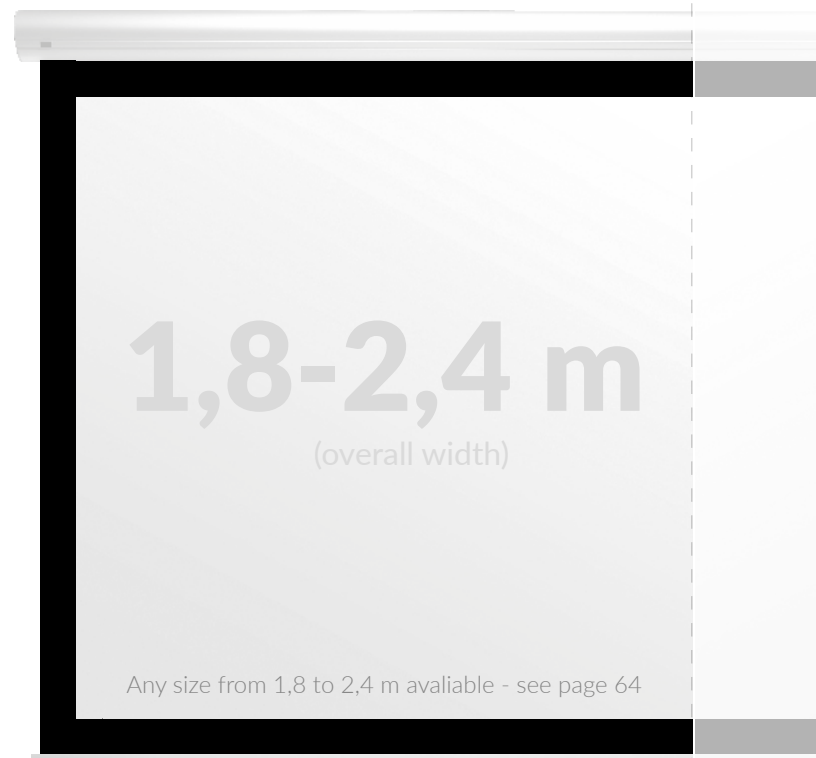 1,8-2,4 m
(overall width)
Any size from 1,8 to 2,4 m avaliable - see page 64